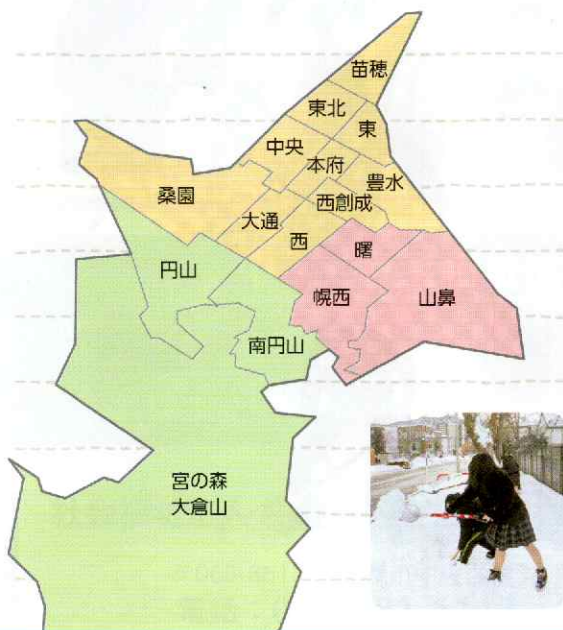 苗穂
東北
東
中央
本府
豊水
桑園
西創成
大通
西
曙
円山
幌西
山鼻
南円山
宮の森
大倉山